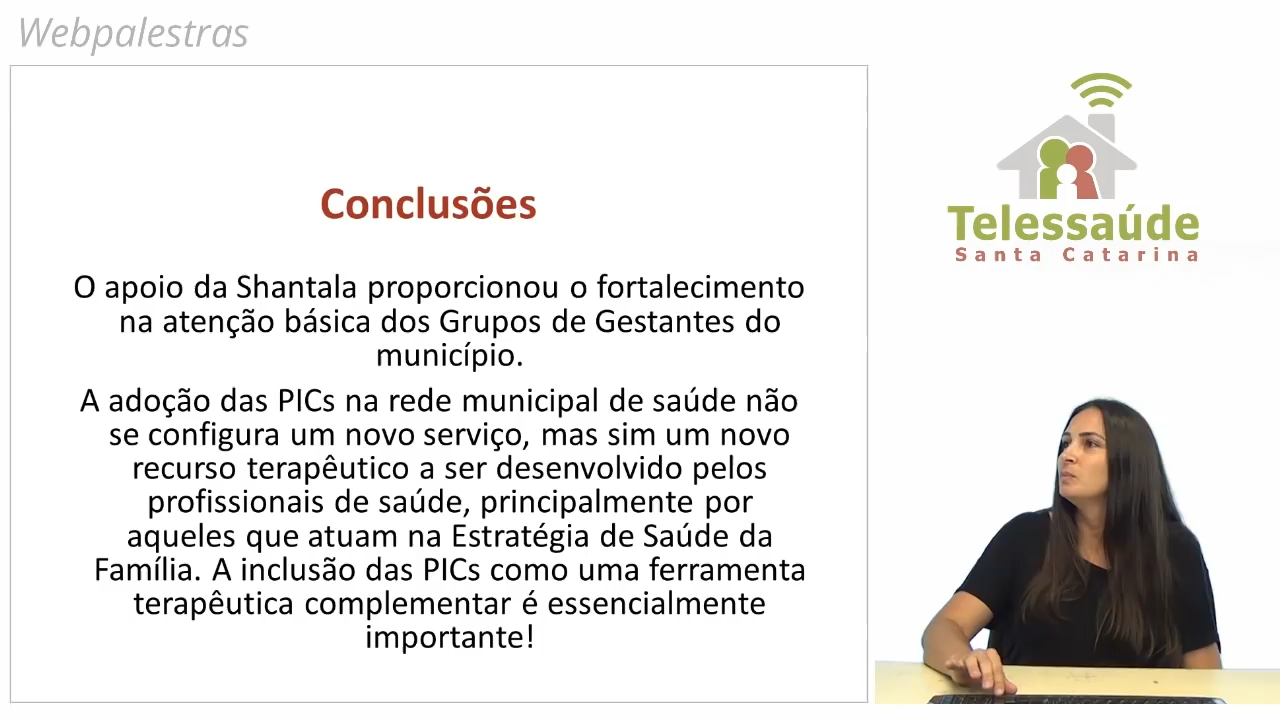 Webpalestras
Conclusões
O apoio da Shantala proporcionou o fortalecimento
na atenção básica dos Grupos de Gestantes do
município.
A adoção das PICs na rede municipal de saúde não
se configura um novo serviço, mas sim um novo
recurso terapêutico a ser desenvolvido pelos
profissionais de saúde, principalmente por
aqueles que atuam na Estratégia de Saúde da
Família. A inclusão das PICs como uma ferramenta
terapêutica complementar é essencialmente
importante!
Telessaúde
Santa Catarina